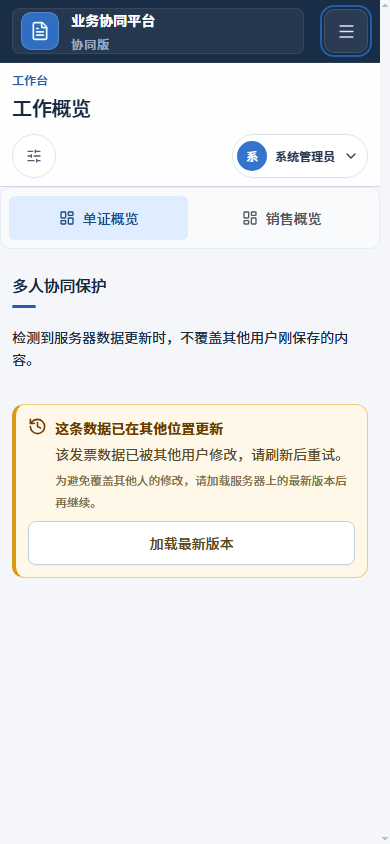 业务协同平台
协同版
工作台
工作概览
系
系统管理员
单证概览
销售概览
多人协同保护
检测到服务器数据更新时，不覆盖其他用户刚保存的内
容。
这条数据已在其他位置更新
该发票数据已被其他用户修改，请刷新后重试。
为避免覆盖其他人的修改，请加载服务器上的最新版本后
再继续。
加载最新版本